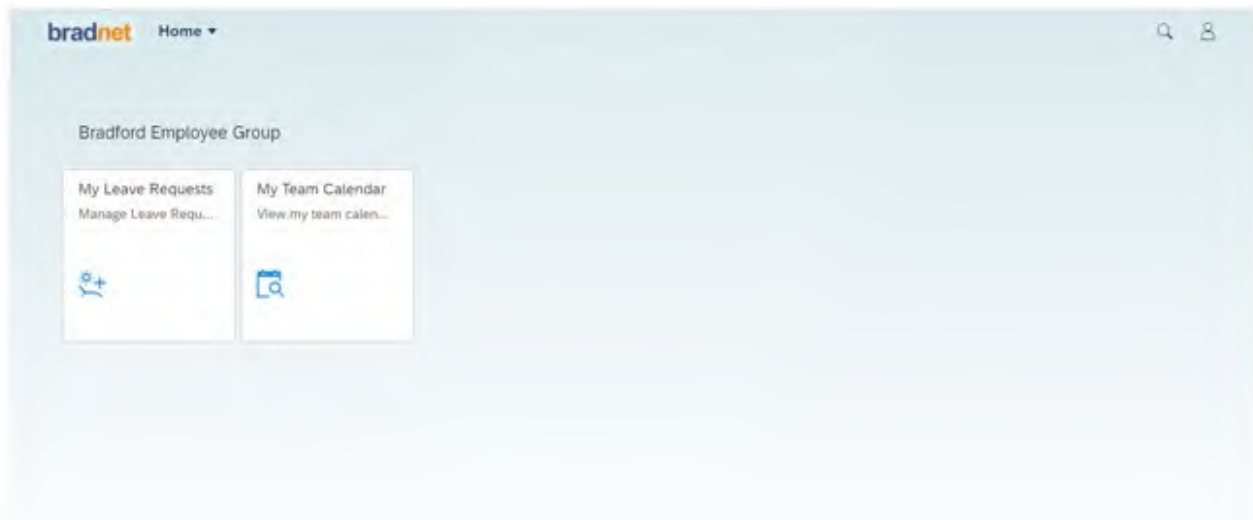 bradnet Home
Bradford Employee Group
My Leave Requests
Manage Leave Requ...
My Team Calendar
View my team calen...